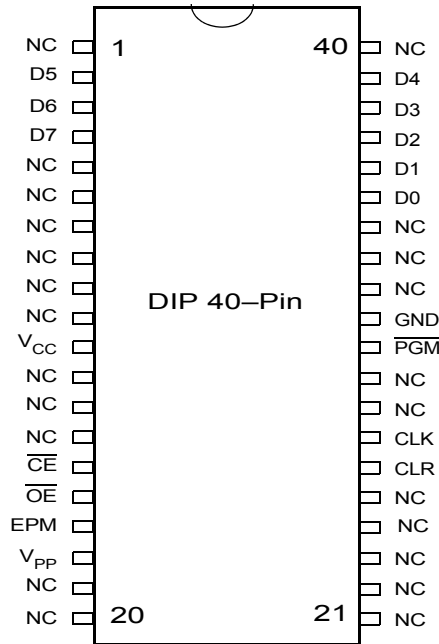 NC 1 40 NC
D5 D4
D6 D3
D7 D2
NC D1
NC D0
NC NC
NC NC
NC NC
DIP 40–Pin
NC GND
VCC PGM
NC NC
NC NC
NC CLK
CE CLR
OE NC
EPM NC
VPP NC
NC NC
NC 20 21 NC